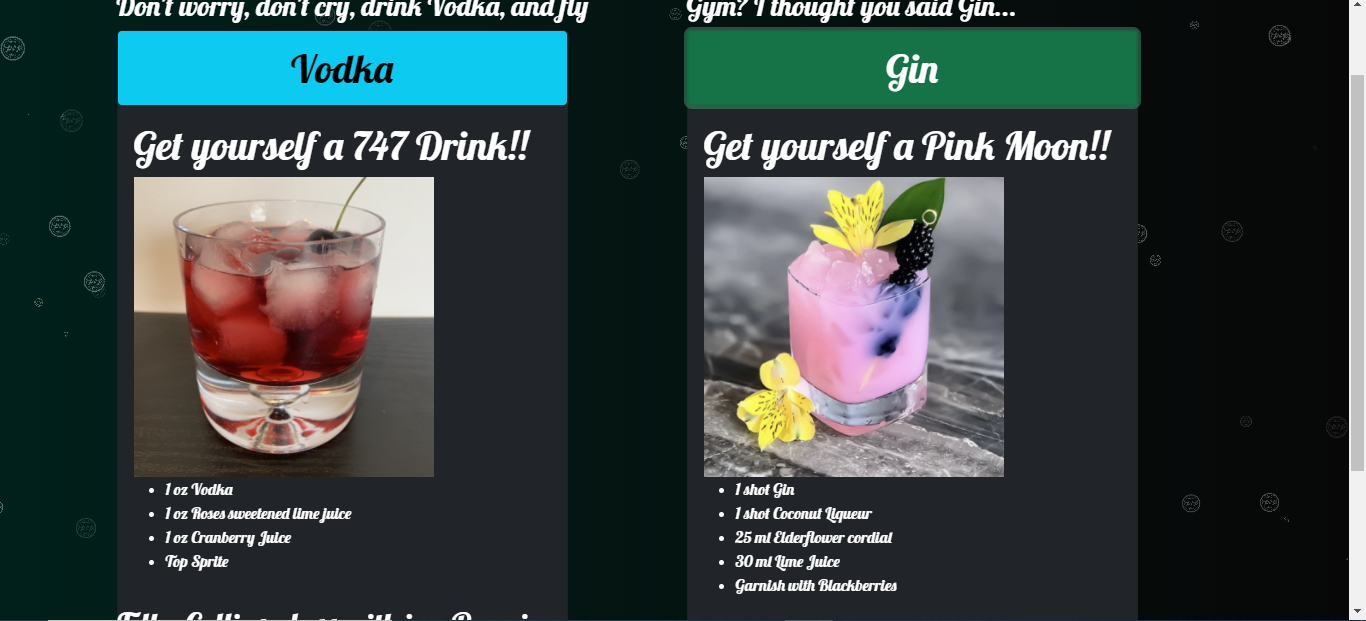 Don't worry, don't cry, drink Vodka, and fly
Vodka
Get yourself a 747 Drink!!
1 oz Vodka
1 oz Roses sweetened lime juice
1 oz Cranberry Juice
Top Sprite
Gym? I thought you said Gin...
Gin
Get yourself a Pink Moon!!
1 shot Gin
1 shot Coconut Liqueur
25 ml Elderflower cordial
30 ml Lime Juice
Garnish with Blackberries